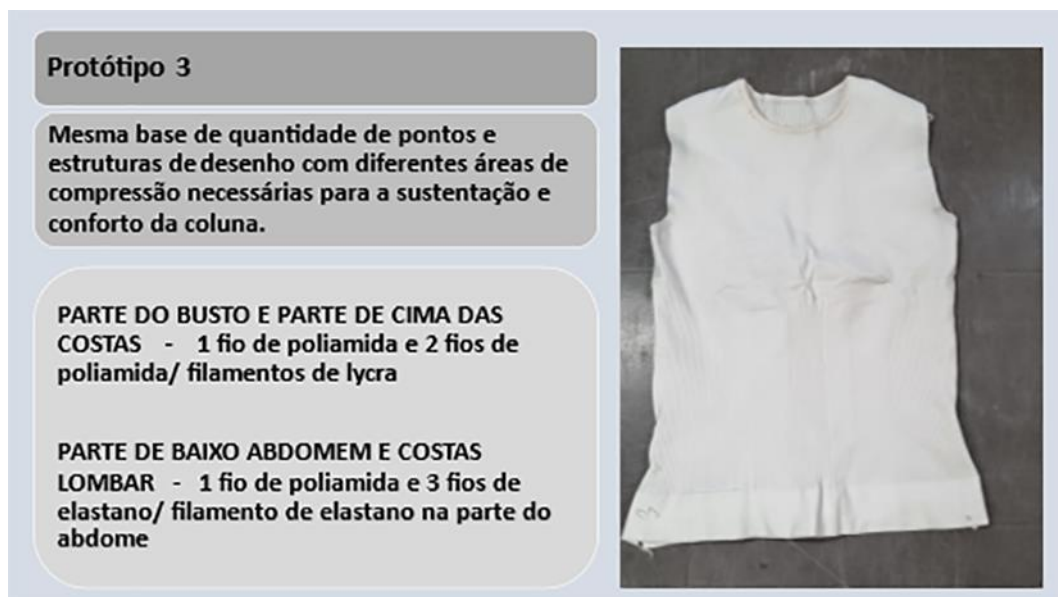 Protótipo 3
Mesma base de quantidade de pontos e
estruturas de desenho com diferentes áreas de
compressão necessárias para a sustentação e
conforto da coluna.
PARTE DO BUSTO E PARTE DE CIMA DAS
COSTAS - 1 fio de poliamida e 2 fios de
poliamida/ filamentos de lycra
PARTE DE BAIXO ABDOMEM E COSTAS
LOMBAR - 1 fio de poliamida e 3 fios de
elastano/ filamento de elastano na parte do
abdome
3